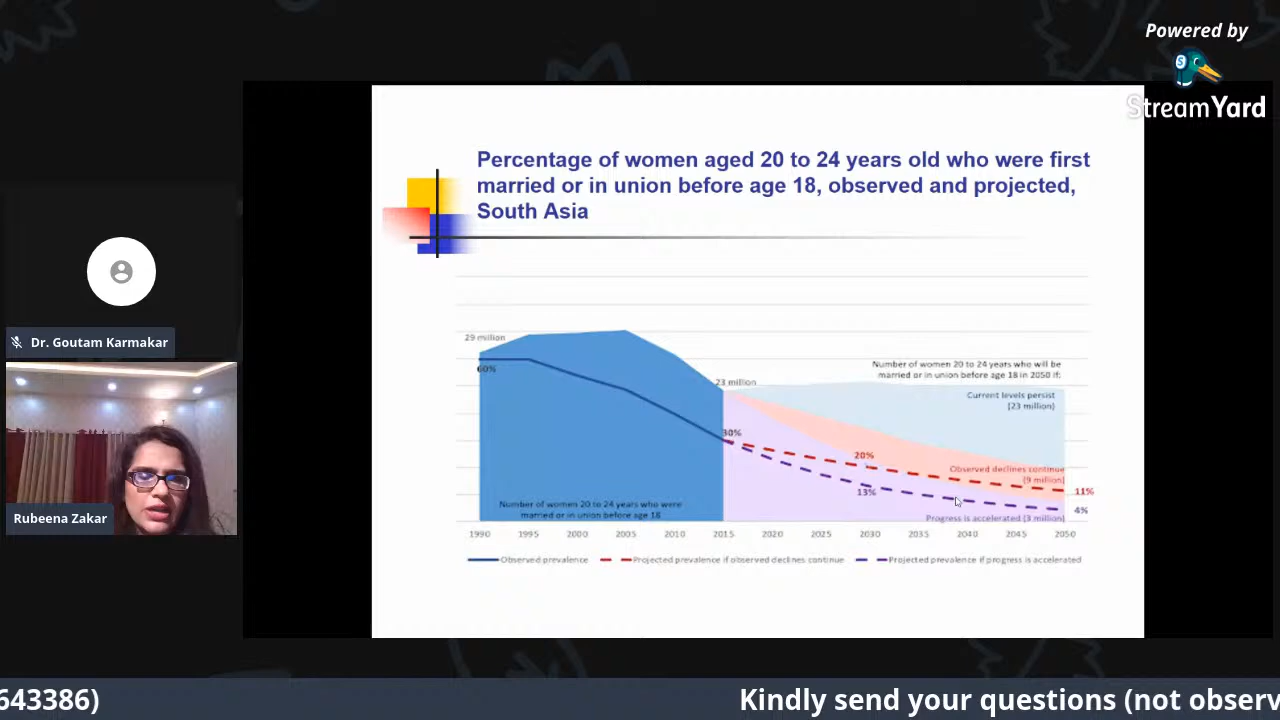 Powered by
StreamYard
Percentage of women aged 20 to 24 years old who were first
married or in union before age 18, observed and projected,
South Asia
29 million
60%
23 million
30%
Number of women 20 to 24 years who will be
married or in union before age 18 in 2050 if:
Current levels persist
(23 million)
20%
13%
Observed declines continue
(9 million)
11%
4%
Progress is accelerated (3 million)
Number of women 20 to 24 years who were
married or in union before age 18
1990 1995 2000 2005 2010 2015 2020 2025 2030 2035 2040 2045 2050
Observed prevalence Projected prevalence if observed declines continue Projected prevalence if progress is accelerated
Dr. Goutam Karmakar
Rubeena Zakar
643386) Kindly send your questions (not observ